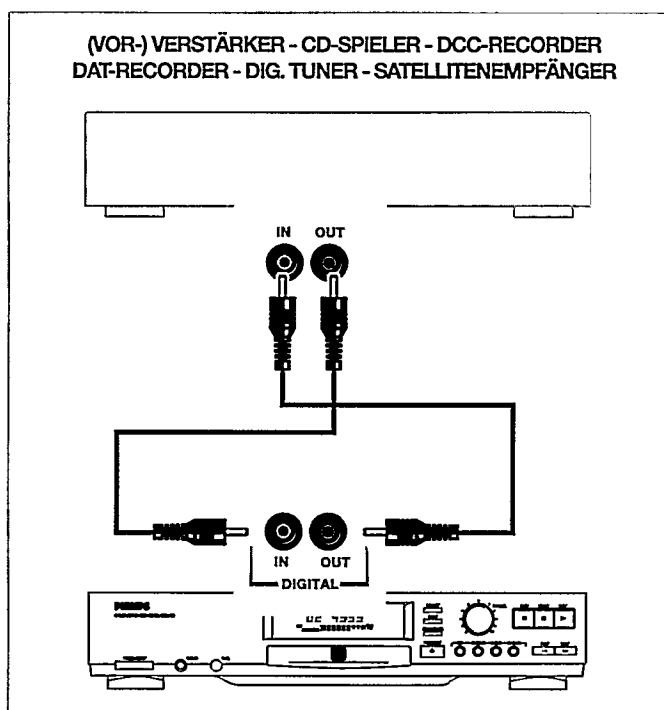 (VOR-) VERSTÄRKER - CD-SPIELER - DCC-RECORDER
DAT-RECORDER - DIG. TUNER - SATELLITENEMPFÄNGER
IN OUT
IN OUT
DIGITAL
PHILIPS